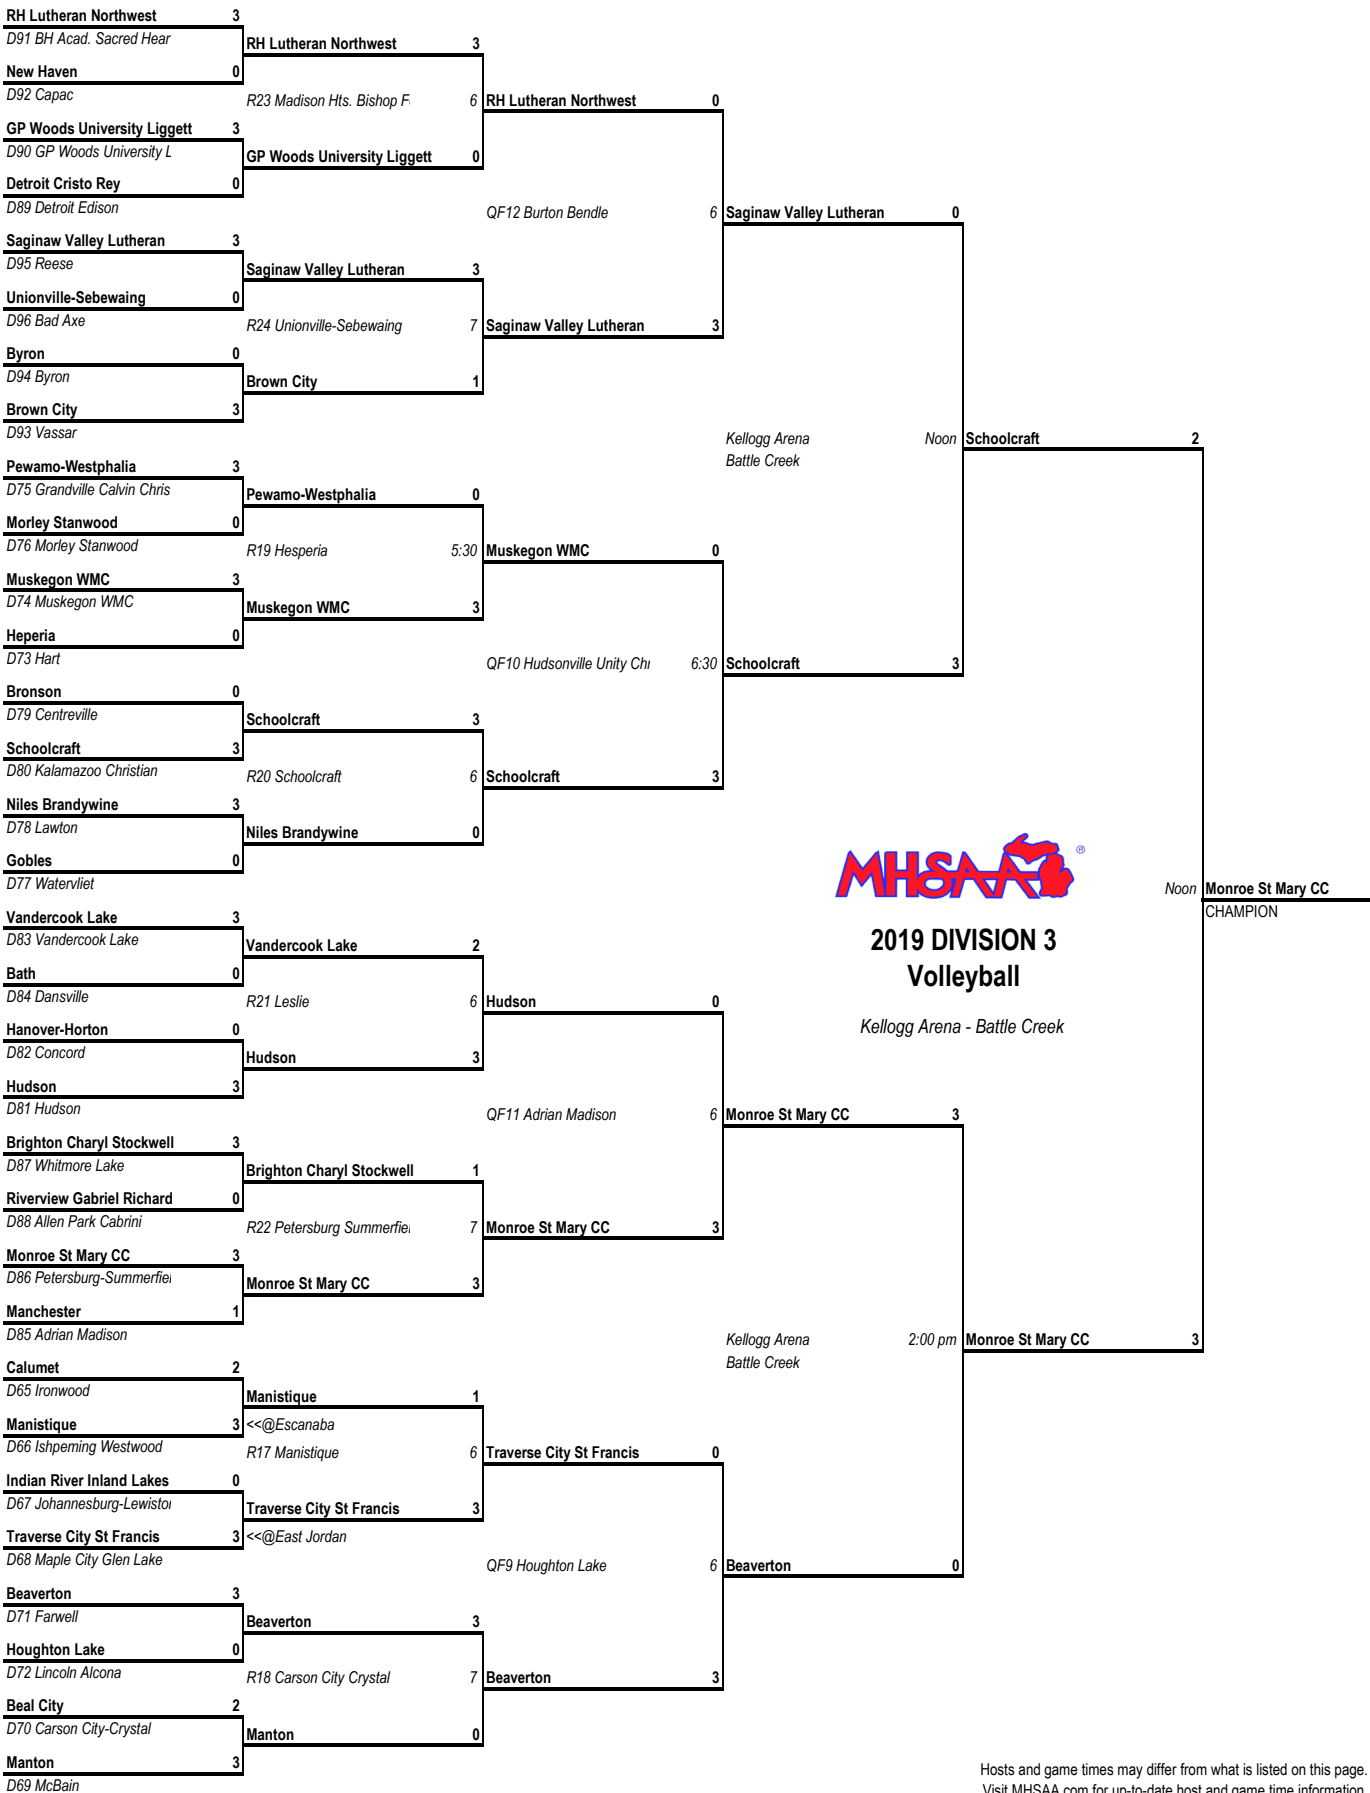 RH Lutheran Northwest 3
D91 BH Acad. Sacred Hear
New Haven 0
D92 Capac
GP Woods University Liggett 3
D90 GP Woods University L
Detroit Cristo Rey 0
D89 Detroit Edison
Saginaw Valley Lutheran 3
D95 Reese
Unionville-Sebewaing 0
D96 Bad Axe
Byron 0
D94 Byron
Brown City 3
D93 Vassar
Pewamo-Westphalia 3
D75 Grandville Calvin Chris
Morley Stanwood 0
D76 Morley Stanwood
Muskegon WMC 3
D74 Muskegon WMC
Heperia 0
D73 Hart
Bronson 0
D79 Centreville
Schoolcraft 3
D80 Kalamazoo Christian
Niles Brandywine 3
D78 Lawton
Gobles 0
D77 Watervliet
Vandercook Lake 3
D83 Vandercook Lake
Bath 0
D84 Dansville
Hanover-Horton 0
D82 Concord
Hudson 3
D81 Hudson
Brighton Charyl Stockwell 3
D87 Whitmore Lake
Riverview Gabriel Richard 0
D88 Allen Park Cabrini
Monroe St Mary CC 3
D86 Petersburg-Summerfiel
Manchester 1
D85 Adrian Madison
Calumet 2
D65 Ironwood
Manistique 3
D66 Ishpeming Westwood
Indian River Inland Lakes 0
D67 Johannesburg-Lewiston
Traverse City St Francis 3
D68 Maple City Glen Lake
Beaverton 3
D71 Farwell
Houghton Lake 0
D72 Lincoln Alcona
Beal City 2
D70 Carson City-Crystal
Manton 3
D69 McBain
RH Lutheran Northwest 3
R23 Madison Hts. Bishop F 6
GP Woods University Liggett 0
Saginaw Valley Lutheran 3
R24 Unionville-Sebewaing 7
Brown City 1
Pewamo-Westphalia 0
R19 Hesperia 5:30
Muskegon WMC 3
Schoolcraft 3
R20 Schoolcraft 6
Niles Brandywine 0
Vandercook Lake 2
R21 Leslie 6
Hudson 3
Brighton Charyl Stockwell 1
R22 Petersburg Summerfiel 7
Monroe St Mary CC 3
Manistique 1
<<@Escanaba
R17 Manistique 6
Traverse City St Francis 3
<<@East Jordan
Beaverton 3
R18 Carson City Crystal 7
Manton 0
RH Lutheran Northwest 0
QF12 Burton Bendle 6
Saginaw Valley Lutheran 3
Muskegon WMC 0
QF10 Hudsonville Unity Chr 6:30
Schoolcraft 3
Hudson 0
QF11 Adrian Madison 6
Monroe St Mary CC 3
Traverse City St Francis 0
QF9 Houghton Lake 6
Beaverton 3
Saginaw Valley Lutheran 0
Kellogg Arena Noon
Battle Creek
Schoolcraft 3
Monroe St Mary CC 3
Kellogg Arena 2:00 pm
Battle Creek
Beaverton 0
Schoolcraft 2
Noon
Monroe St Mary CC 3
Monroe St Mary CC
CHAMPION
MHSAA ®
2019 DIVISION 3
Volleyball
Kellogg Arena - Battle Creek
Hosts and game times may differ from what is listed on this page.
Visit MHSAA.com for up-to-date host and game time information.